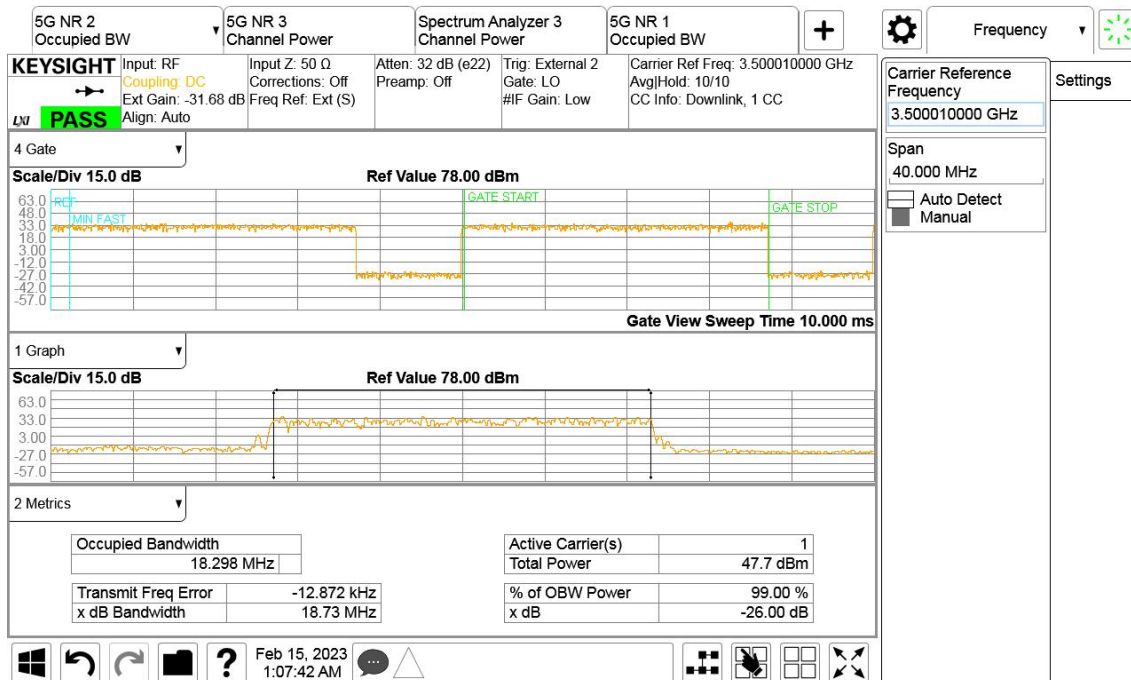 5G NR 2
Occupied BW
5G NR 3
Channel Power
Spectrum Analyzer 3
Channel Power
5G NR 1
Occupied BW
Frequency
KEYSIGHT
LXI PASS
Input: RF
Coupling: DC
Ext Gain: -31.68 dB
Align: Auto
Input Z: 50 Ω
Corrections: Off
Freq Ref: Ext (S)
Atten: 32 dB (e22)
Preamp: Off
Trig: External 2
Gate: LO
#IF Gain: Low
Carrier Ref Freq: 3.500010000 GHz
Avg|Hold: 10/10
CC Info: Downlink, 1 CC
Carrier Reference
Frequency
3.500010000 GHz
Settings
Span
40.000 MHz
Auto Detect
Manual
4 Gate
Scale/Div 15.0 dB
Ref Value 78.00 dBm
63.0
48.0
33.0
18.0
3.00
-12.0
-27.0
-42.0
-57.0
REF
MIN FAST
GATE START
GATE STOP
Gate View Sweep Time 10.000 ms
1 Graph
Scale/Div 15.0 dB
Ref Value 78.00 dBm
63.0
33.0
3.00
-27.0
-57.0
2 Metrics
Occupied Bandwidth
18.298 MHz
Transmit Freq Error -12.872 kHz
x dB Bandwidth 18.73 MHz
Active Carrier(s) 1
Total Power 47.7 dBm
% of OBW Power 99.00 %
x dB -26.00 dB
?
Feb 15, 2023
1:07:42 AM